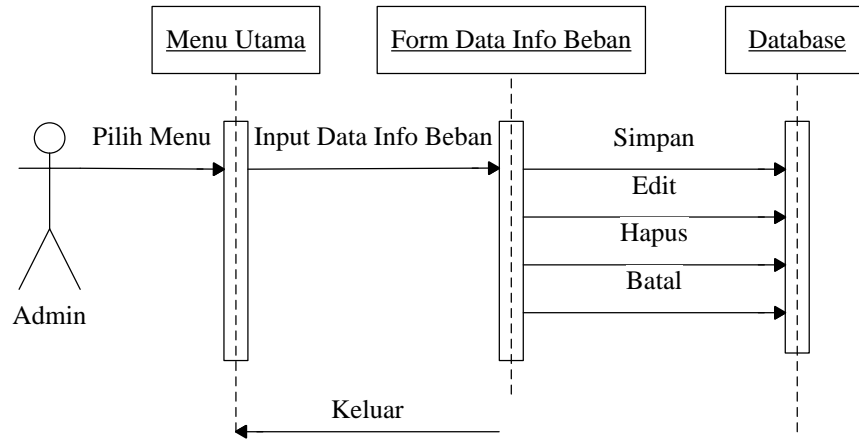 Menu Utama
Form Data Info Beban
Database
Pilih Menu
Input Data Info Beban
Simpan
Edit
Hapus
Batal
Admin
Keluar